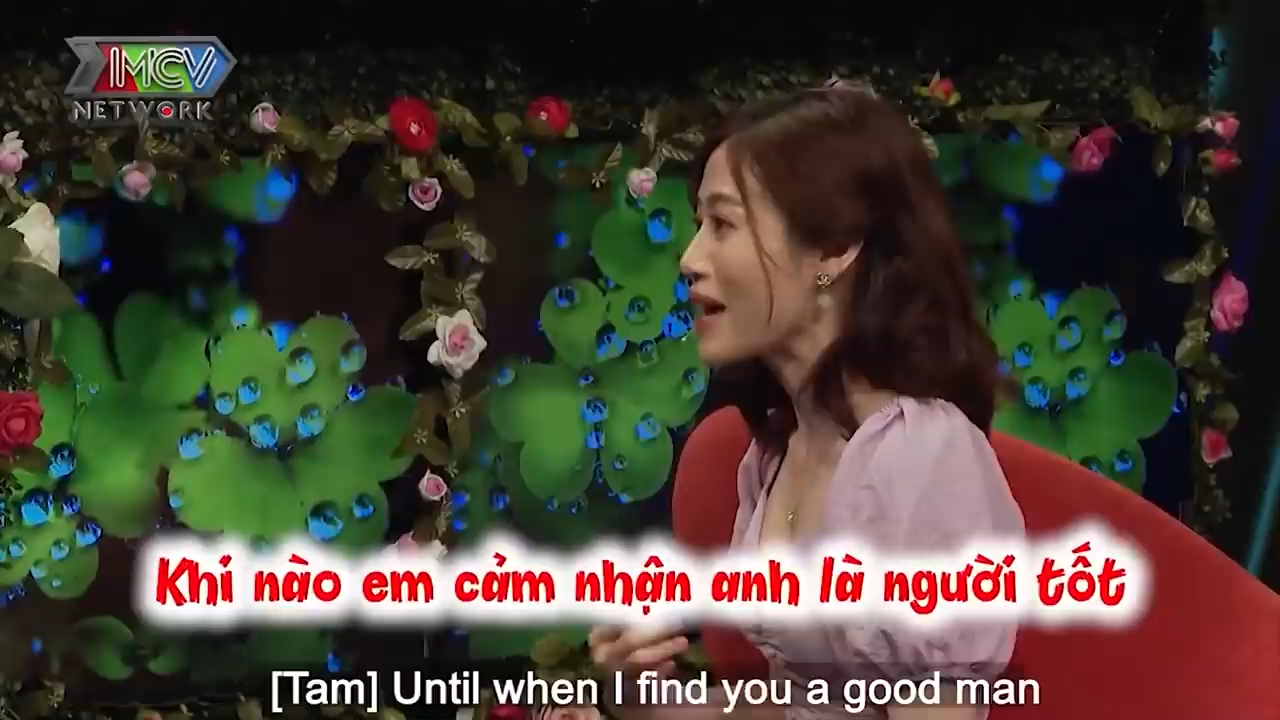 MCV
NETWORK
Khi nào em cảm nhận anh là người tốt
[Tam] Until when I find you a good man